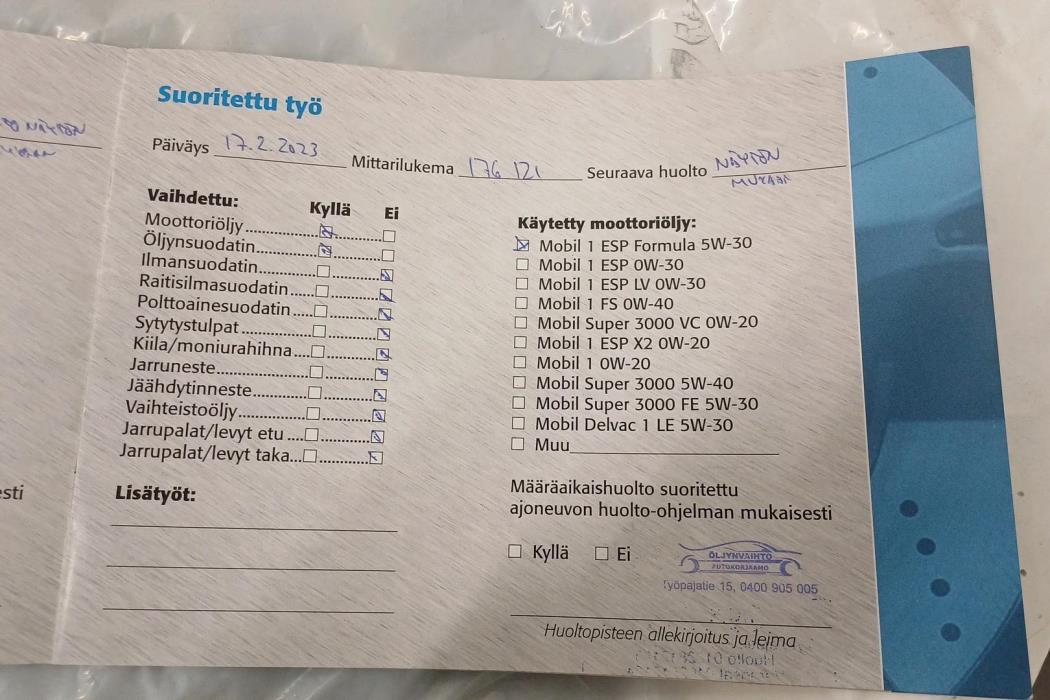 Suoritettu työ
Päiväys 17.2.2023 Mittarilukema 176 121 Seuraava huolto NÄYTÖN MUKAAN
Vaihdettu: Kyllä Ei
Moottoriöljy
Öljynsuodatin
Ilmansuodatin
Raitisilmasuodatin
Polttoainesuodatin
Sytytystulpat
Kiila/moniurahihna
Jarruneste
Jäähdytinneste
Vaihteistoöljy
Jarrupalat/levyt etu
Jarrupalat/levyt taka
Lisätyöt:
Käytetty moottoriöljy:
Mobil 1 ESP Formula 5W-30
Mobil 1 ESP 0W-30
Mobil 1 ESP LV 0W-30
Mobil 1 FS 0W-40
Mobil Super 3000 VC 0W-20
Mobil 1 ESP X2 0W-20
Mobil 1 0W-20
Mobil Super 3000 5W-40
Mobil Super 3000 FE 5W-30
Mobil Delvac 1 LE 5W-30
Muu
Määräaikaishuolto suoritettu
ajoneuvon huolto-ohjelman mukaisesti
Kyllä Ei
ÖLJYNVAIHTO
AUTOKORJAAMO
Työpajatie 15, 0400 905 005
Huoltopisteen allekirjoitus ja leima
NÄYTÖN
esti